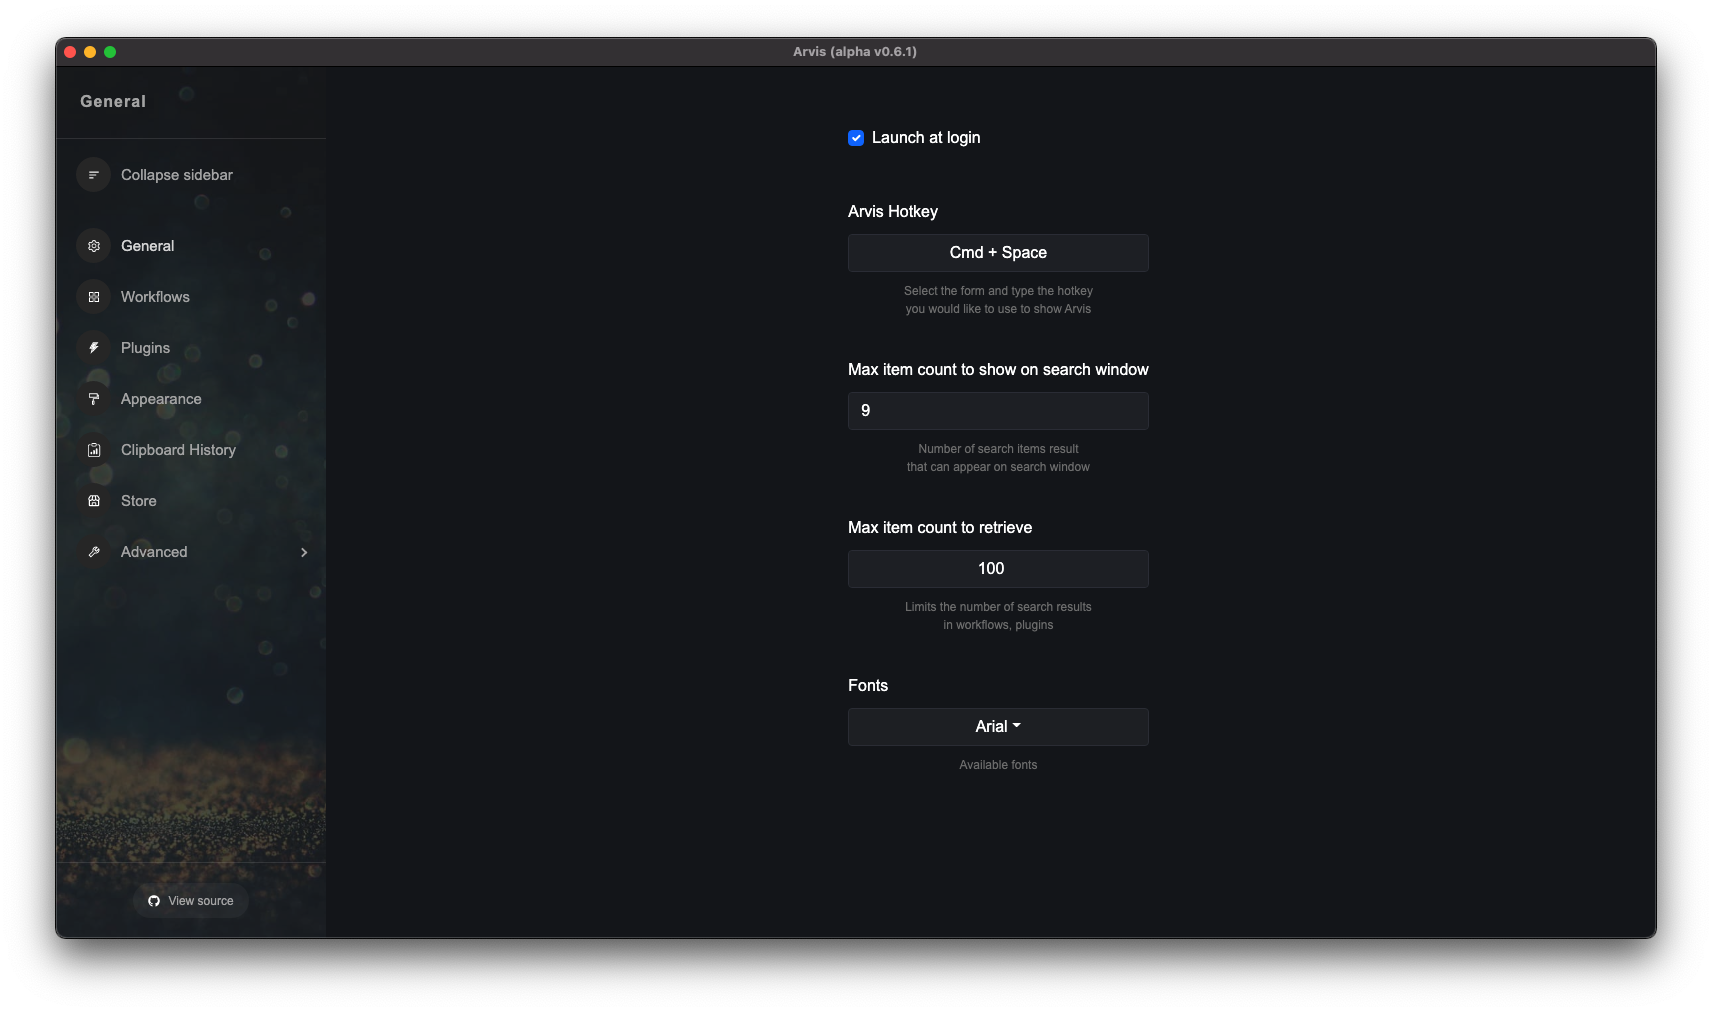 Arvis (alpha v0.6.1)
General
Collapse sidebar
General
Workflows
Plugins
Appearance
Clipboard History
Store
Advanced
View source
Launch at login
Arvis Hotkey
Cmd + Space
Select the form and type the hotkey
you would like to use to show Arvis
Max item count to show on search window
9
Number of search items result
that can appear on search window
Max item count to retrieve
100
Limits the number of search results
in workflows, plugins
Fonts
Arial
Available fonts